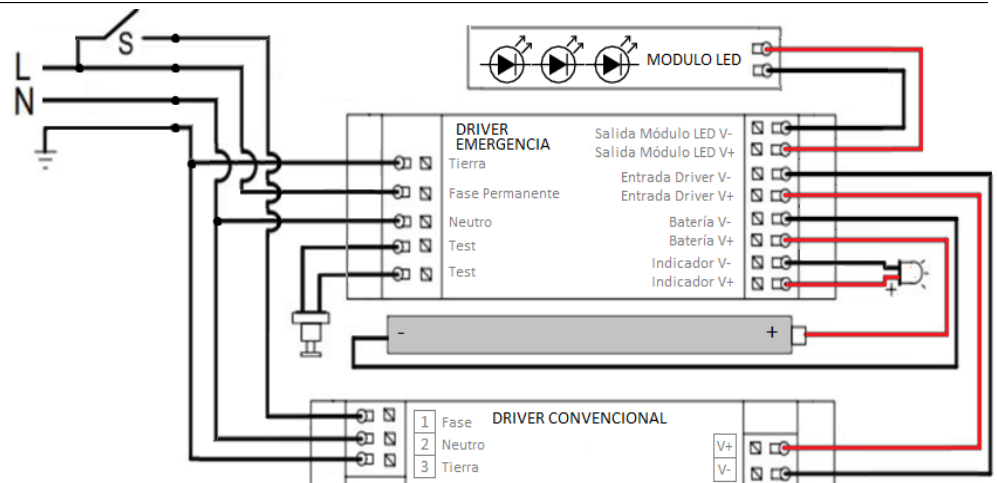 S
L
N
MODULO LED
DRIVER
EMERGENCIA
Tierra
Fase Permanente
Neutro
Test
Test
Salida Módulo LED V-
Salida Módulo LED V+
Entrada Driver V-
Entrada Driver V+
Batería V-
Batería V+
Indicador V-
Indicador V+
+
- +
DRIVER CONVENCIONAL
1 Fase
2 Neutro
3 Tierra
V+
V-